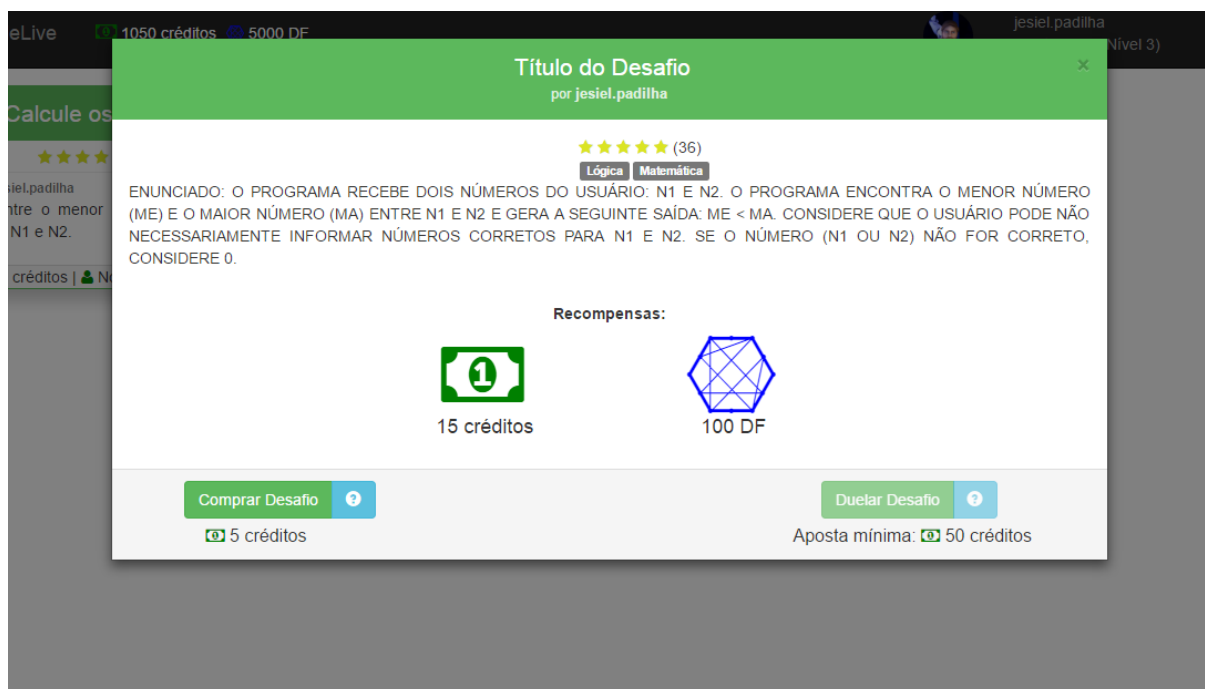 eLive
1050 créditos
5000 DF
jesiel.padilha
Nível 3)
Título do Desafio
×
por jesiel.padilha
Calcule os
(36)
Lógica Matemática
siel.padilha
ntre o menor
N1 e N2.
créditos | No
ENUNCIADO: O PROGRAMA RECEBE DOIS NÚMEROS DO USUÁRIO: N1 E N2. O PROGRAMA ENCONTRA O MENOR NÚMERO
(ME) E O MAIOR NÚMERO (MA) ENTRE N1 E N2 E GERA A SEGUINTE SAÍDA: ME < MA. CONSIDERE QUE O USUÁRIO PODE NÃO
NECESSARIAMENTE INFORMAR NÚMEROS CORRETOS PARA N1 E N2. SE O NÚMERO (N1 OU N2) NÃO FOR CORRETO,
CONSIDERE 0.
Recompensas:
1
15 créditos
100 DF
Comprar Desafio ?
5 créditos
Duelar Desafio ?
Aposta mínima: 50 créditos